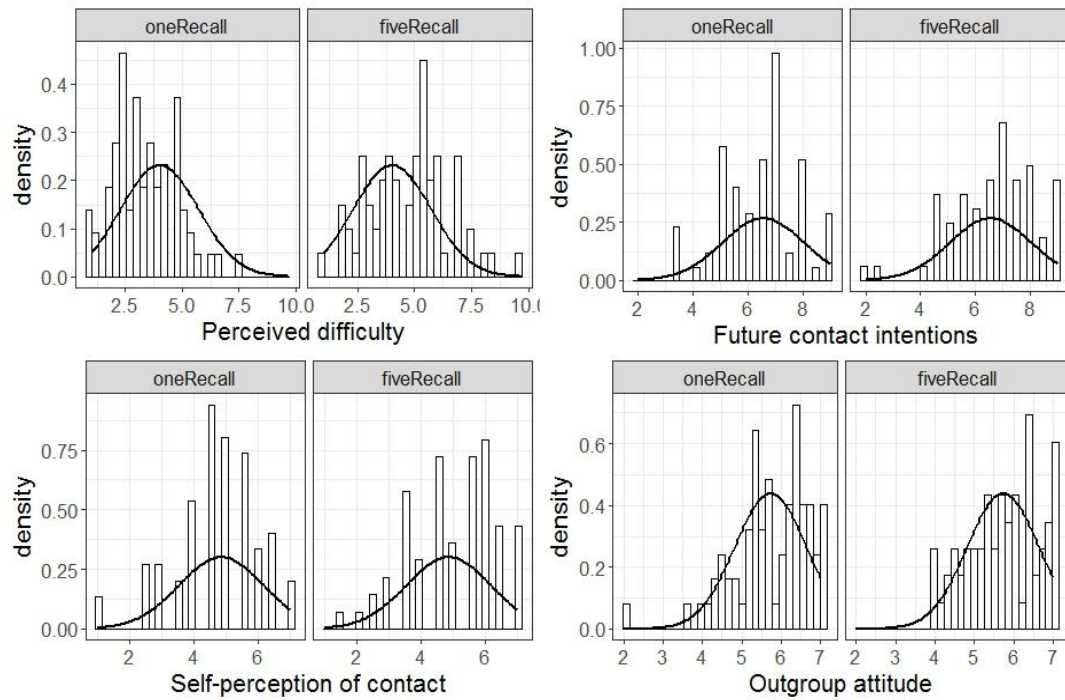 oneRecall fiveRecall
0.4
0.3
0.2
0.1
0.0
density
2.5 5.0 7.5 10.0 2.5 5.0 7.5 10.0
Perceived difficulty
oneRecall fiveRecall
1.00
0.75
0.50
0.25
0.00
density
2 4 6 8 2 4 6 8
Future contact intentions
oneRecall fiveRecall
0.75
0.50
0.25
0.00
density
2 4 6 2 4 6
Self-perception of contact
oneRecall fiveRecall
0.6
0.4
0.2
0.0
density
2 3 4 5 6 7 2 3 4 5 6 7
Outgroup attitude